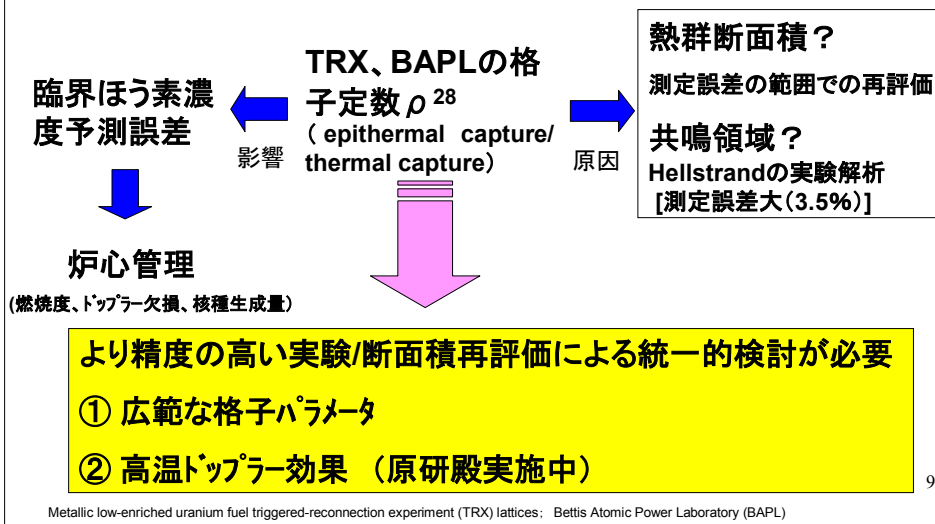 臨界ほう素濃
度予測誤差
影響
TRX、BAPLの格
子定数ρ²⁸
( epithermal capture/
thermal capture)
原因
熱群断面積？
測定誤差の範囲での再評価
共鳴領域？
Hellstrandの実験解析
[測定誤差大（3.5%）]
炉心管理
(燃焼度、ﾄﾞｯﾌﾟﾗｰ欠損、核種生成量)
より精度の高い実験/断面積再評価による統一的検討が必要
① 広範な格子ﾊﾟﾗﾒｰﾀ
② 高温ﾄﾞｯﾌﾟﾗｰ効果 （原研殿実施中）
9
Metallic low-enriched uranium fuel triggered-reconnection experiment (TRX) lattices; Bettis Atomic Power Laboratory (BAPL)